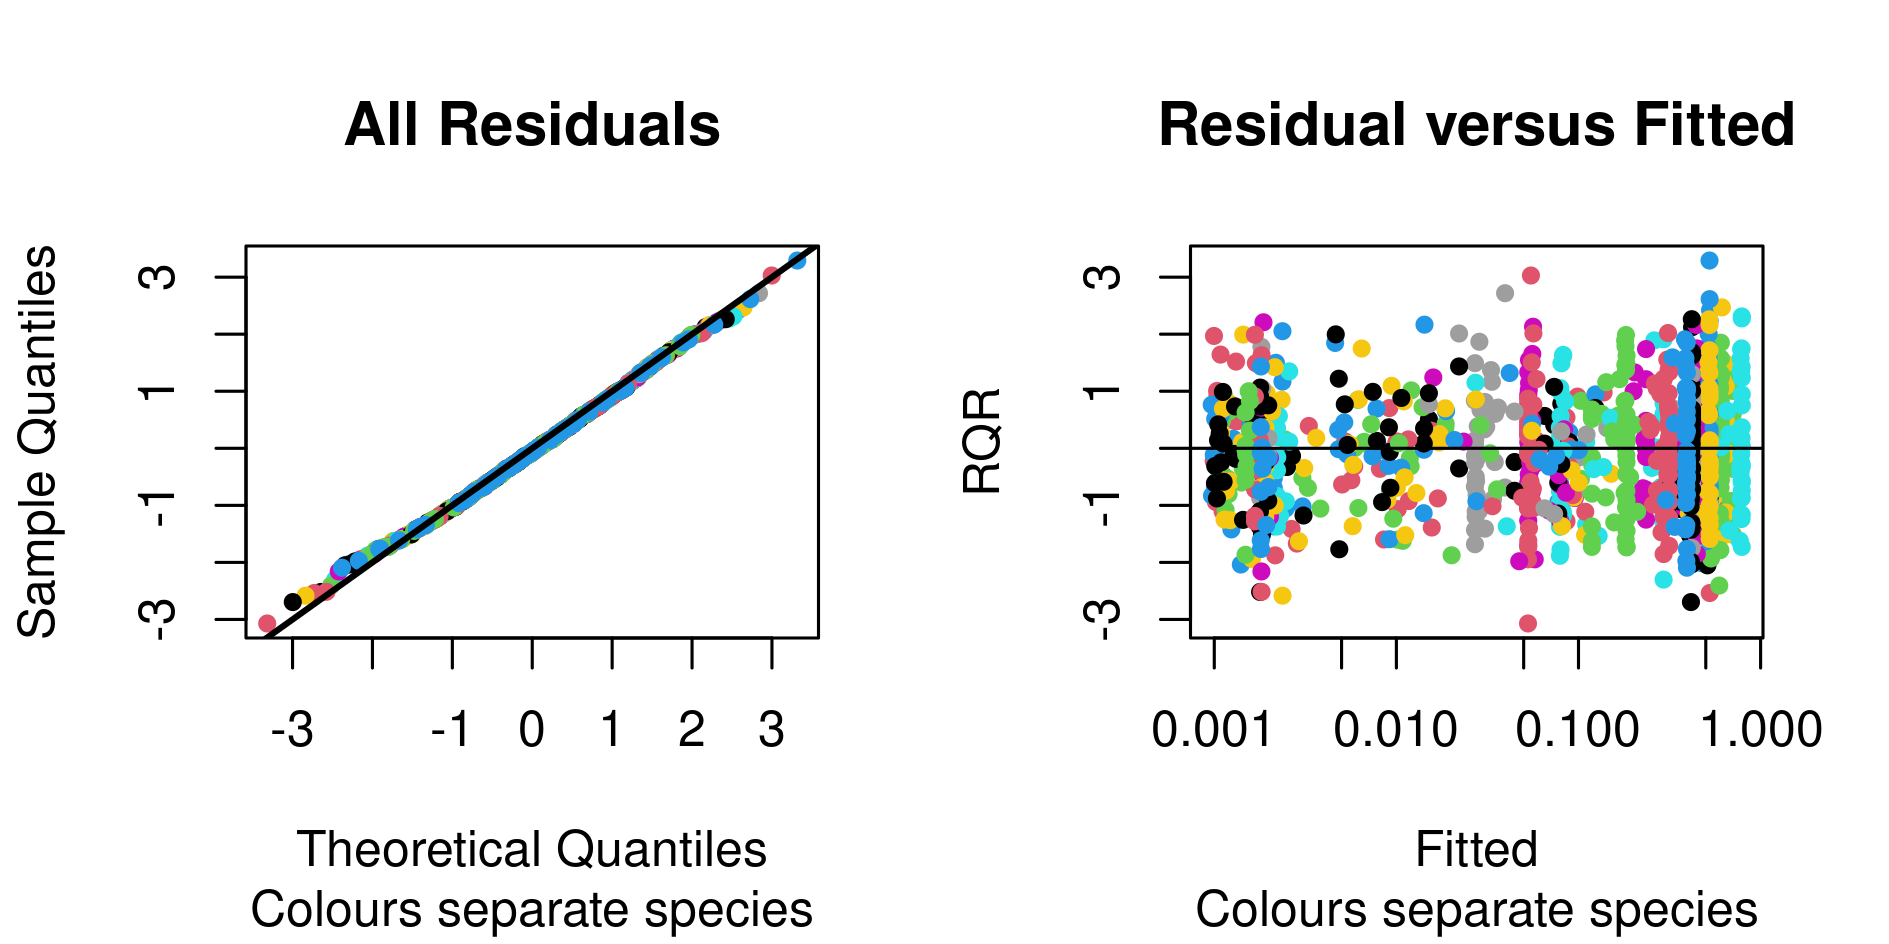 All Residuals
Sample Quantiles
3
1
-1
-3
-3
-1
0
1
2
3
Theoretical Quantiles
Colours separate species
Residual versus Fitted
RQR
3
1
-1
-3
0.001
0.010
0.100
1.000
Fitted
Colours separate species